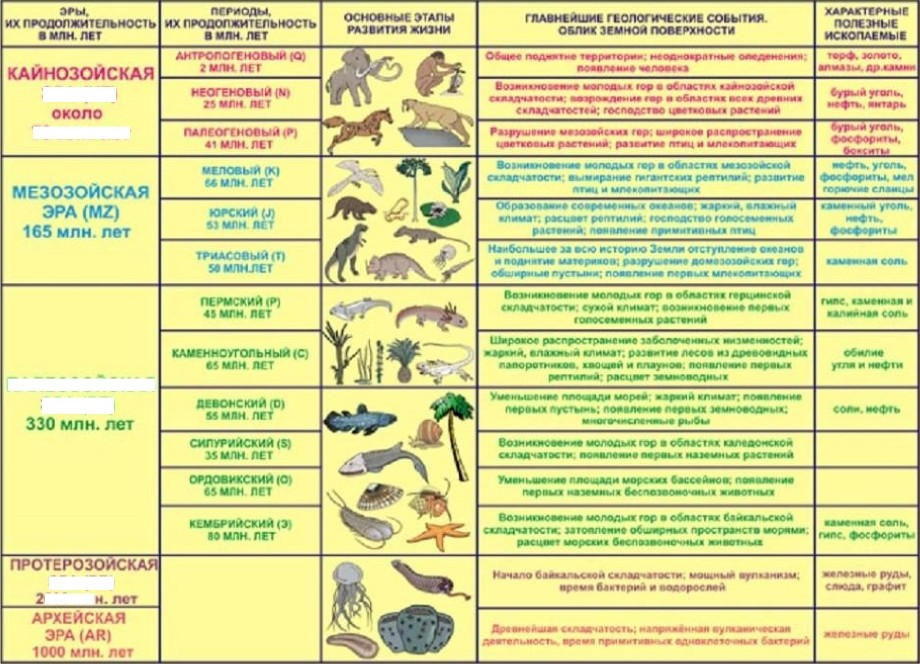 ЭРЫ,
ИХ ПРОДОЛЖИТЕЛЬНОСТЬ
В МЛН. ЛЕТ
ПЕРИОДЫ,
ИХ ПРОДОЛЖИТЕЛЬНОСТЬ
В МЛН. ЛЕТ
ОСНОВНЫЕ ЭТАПЫ
РАЗВИТИЯ ЖИЗНИ
ГЛАВНЕЙШИЕ ГЕОЛОГИЧЕСКИЕ СОБЫТИЯ.
ОБЛИК ЗЕМНОЙ ПОВЕРХНОСТИ
ХАРАКТЕРНЫЕ
ПОЛЕЗНЫЕ
ИСКОПАЕМЫЕ
КАЙНОЗОЙСКАЯ
около
АНТРОПОГЕНОВЫЙ (Q)
2 МЛН. ЛЕТ
Общее поднятие территории; неоднократные оледенения;
появление человека
торф, золото,
алмазы, др.камни
НЕОГЕНОВЫЙ (N)
25 МЛН. ЛЕТ
Возникновение молодых гор в областях кайнозойской
складчатости; возрождение гор в областях всех древних
складчатостей; господство цветковых растений
бурый уголь,
нефть, янтарь
ПАЛЕОГЕНОВЫЙ (P)
41 МЛН. ЛЕТ
Разрушение мезозойских гор; широкое распространение
цветковых растений; развитие птиц и млекопитающих
бурый уголь,
фосфориты,
бокситы
МЕЗОЗОЙСКАЯ
ЭРА (MZ)
165 млн. лет
МЕЛОВЫЙ (K)
66 МЛН. ЛЕТ
Возникновение молодых гор в областях мезозойской
складчатости; вымирание гигантских рептилий; развитие
птиц и млекопитающих
нефть, уголь,
фосфориты, мел
горючие сланцы
ЮРСКИЙ (J)
53 МЛН. ЛЕТ
Образование современных океанов; жаркий, влажный
климат; расцвет рептилий; господство голосеменных
растений; появление примитивных птиц
каменный уголь,
нефть,
фосфориты
ТРИАСОВЫЙ (T)
50 МЛН.ЛЕТ
Наибольшее за всю историю Земли отступление океанов
и поднятие материков; разрушение домезозойских гор;
обширные пустыни; появление первых млекопитающих
каменная соль
330 млн. лет
ПЕРМСКИЙ (P)
45 МЛН. ЛЕТ
Возникновение молодых гор в областях герцинской
складчатости; сухой климат; возникновение первых
голосеменных растений
гипс, каменная и
калийная соль
КАМЕННОУГОЛЬНЫЙ (C)
65 МЛН. ЛЕТ
Широкое распространение заболоченных низменностей;
жаркий, влажный климат; развитие лесов из древовидных
папоротников, хвощей и плаунов; появление первых
рептилий; расцвет земноводных
обилие
угля и нефти
ДЕВОНСКИЙ (D)
55 МЛН. ЛЕТ
Уменьшение площади морей; жаркий климат; появление
первых пустынь; появление первых земноводных;
многочисленные рыбы
соли, нефть
СИЛУРИЙСКИЙ (S)
35 МЛН. ЛЕТ
Возникновение молодых гор в областях каледонской
складчатости; появление первых наземных растений
ОРДОВИКСКИЙ (O)
65 МЛН. ЛЕТ
Уменьшение площади морских бассейнов; появление
первых наземных беспозвоночных животных
КЕМБРИЙСКИЙ (Э)
80 МЛН. ЛЕТ
Возникновение молодых гор в областях байкальской
складчатости; затопление обширных пространств морями;
расцвет морских беспозвоночных животных
каменная соль,
гипс, фосфориты
ПРОТЕРОЗОЙСКАЯ
2 н. лет
Начало байкальской складчатости; мощный вулканизм;
время бактерий и водорослей
железные руды,
слюда, графит
АРХЕЙСКАЯ
ЭРА (AR)
1000 млн. лет
Древнейшая складчатость; напряжённая вулканическая
деятельность, время примитивных одноклеточных бактерий
железные руды